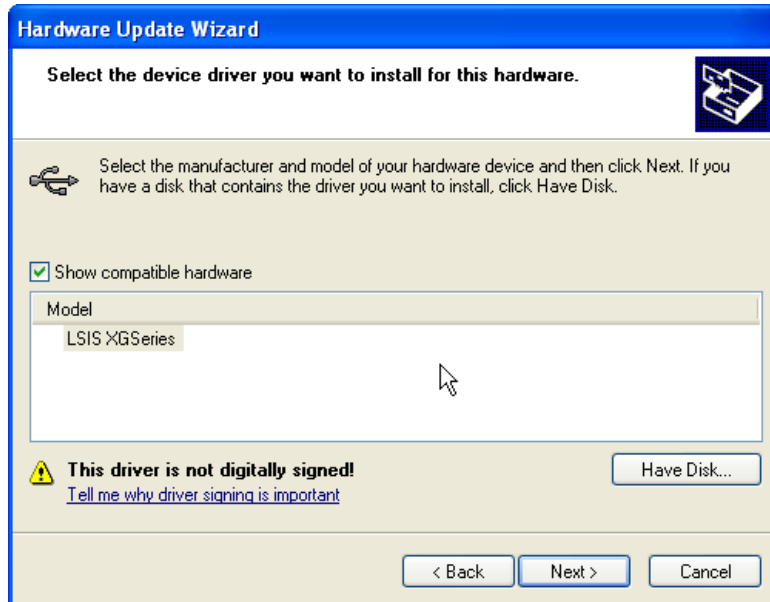 Hardware Update Wizard
Select the device driver you want to install for this hardware.
Select the manufacturer and model of your hardware device and then click Next. If you
have a disk that contains the driver you want to install, click Have Disk.
Show compatible hardware
Model
LSIS XGSeries
This driver is not digitally signed!
Have Disk...
Tell me why driver signing is important
< Back
Next >
Cancel